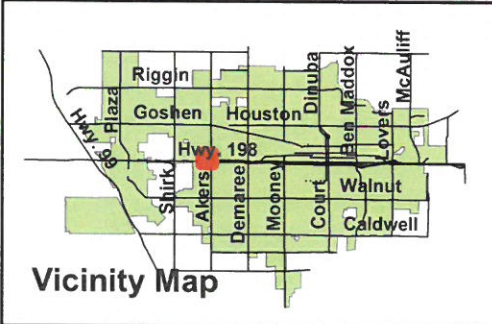 Riggin
Plaza
Goshen
Houston
Dinuba
Ben Maddox
Lovers
McAuliff
Hwy. 99
Hwy. 198
Shirk
Akers
Demaree
Mooney
Court
Walnut
Caldwell
Vicinity Map